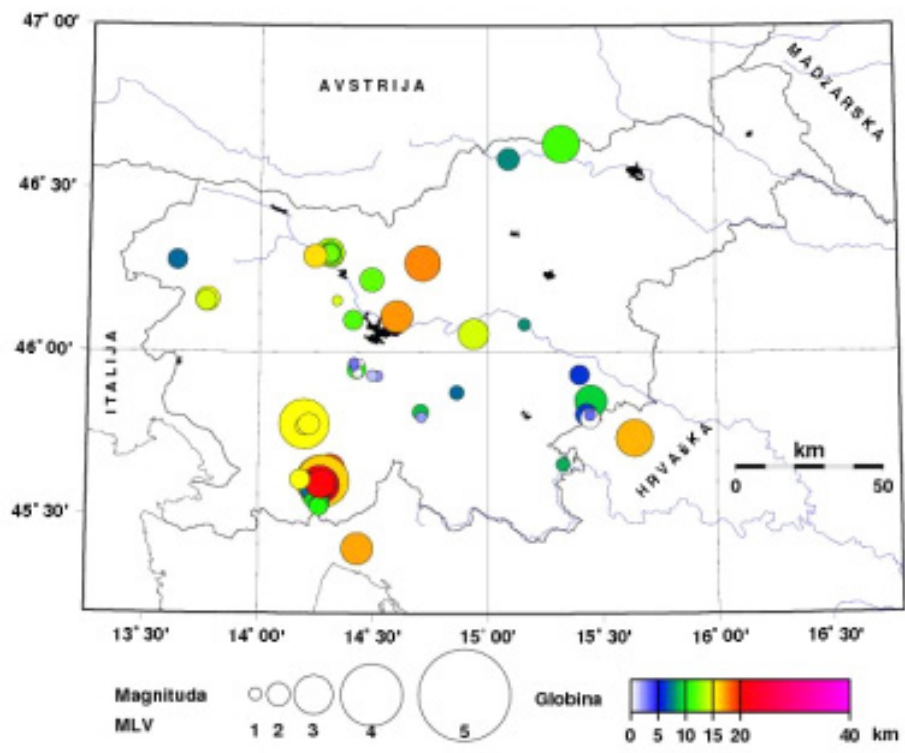 47° 00'
AVSTRIJA
MADŽARSKA
46° 30'
46° 00'
ITALIJA
HRVAŠKA
km
0 50
45° 30'
13° 30' 14° 00' 14° 30' 15° 00' 15° 30' 16° 00' 16° 30'
Magnituda
MLV
1 2 3 4 5
Globina
0 5 10 15 20 40 km